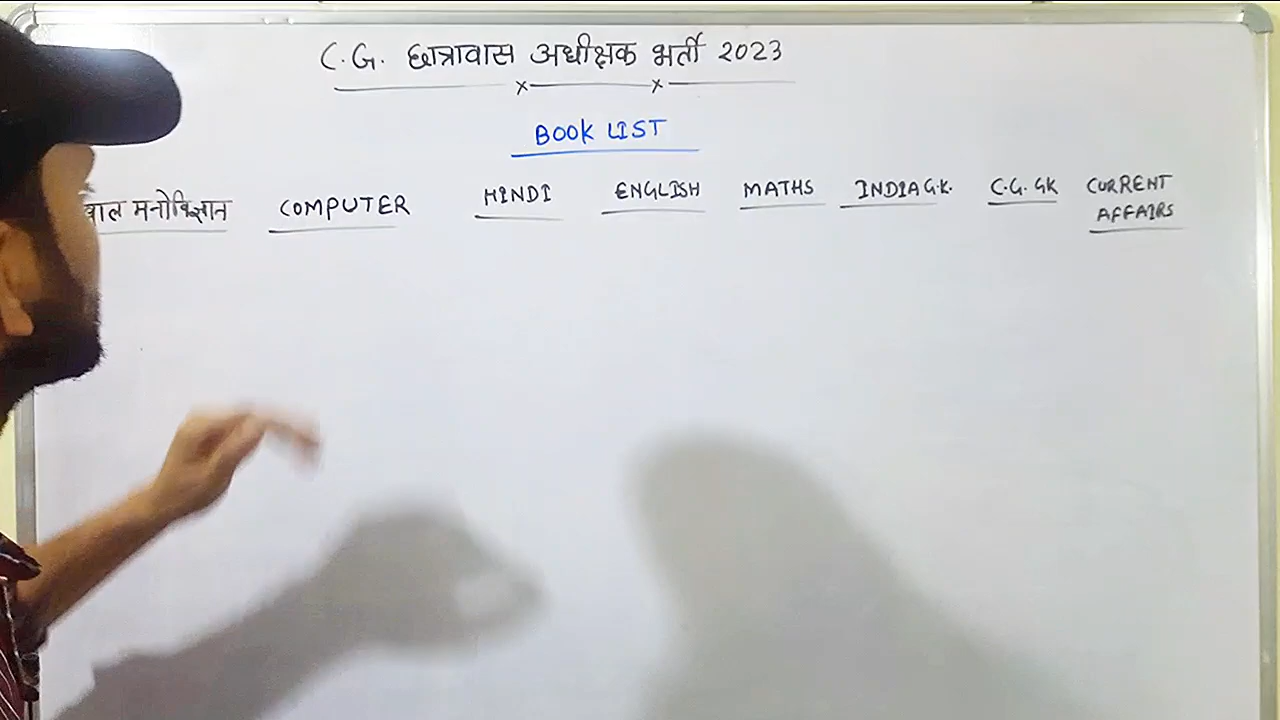 C.G. छात्रावास अधीक्षक भर्ती 2023
BOOK LIST
बाल मनोविज्ञान COMPUTER HINDI ENGLISH MATHS INDIA G.K. C.G. GK CURRENT
AFFAIRS